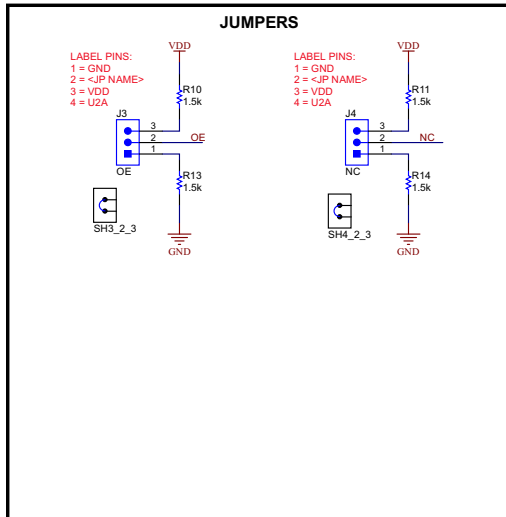 JUMPERS
VDD
LABEL PINS:
1 = GND
2 = <JP NAME>
3 = VDD
4 = U2A
R10
1.5k
J3
3
2
1
OE
OE
R13
1.5k
SH3_2_3
GND
VDD
LABEL PINS:
1 = GND
2 = <JP NAME>
3 = VDD
4 = U2A
R11
1.5k
J4
3
2
1
NC
NC
R14
1.5k
SH4_2_3
GND